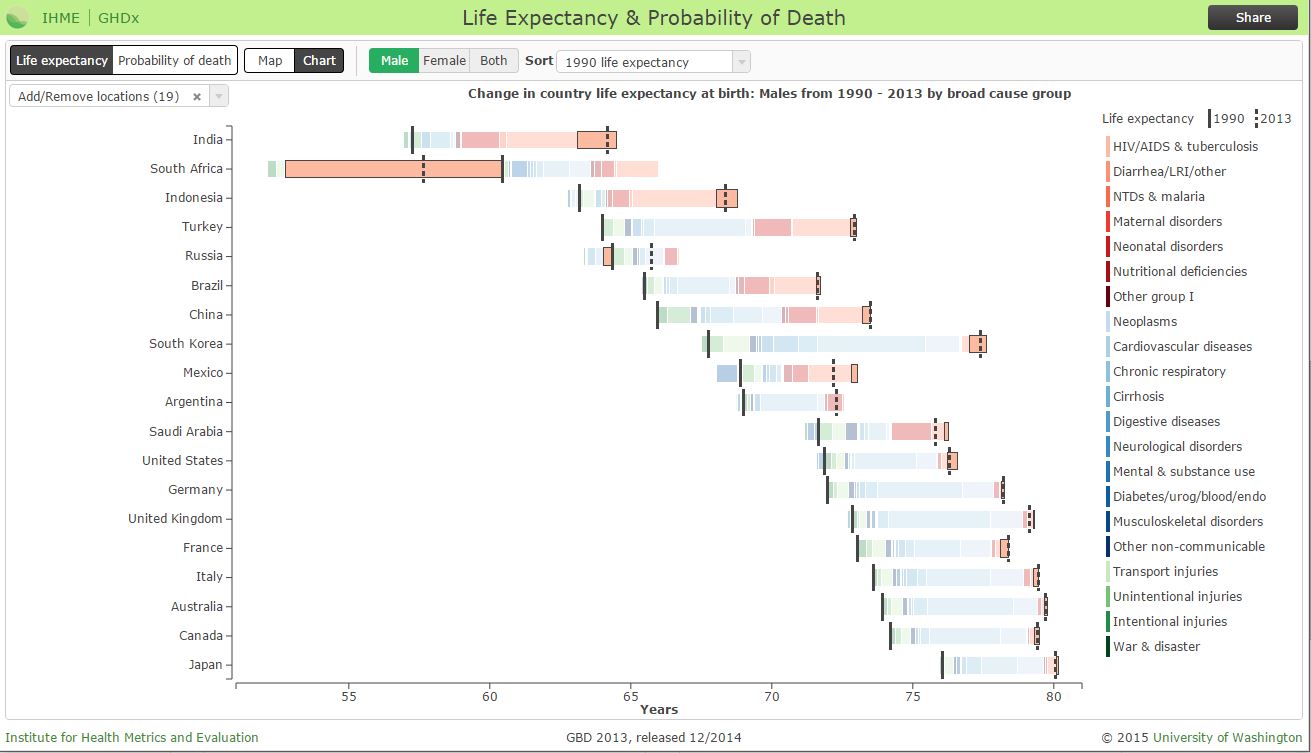 IHME | GHDx
Life Expectancy & Probability of Death
Share
Life expectancy Probability of death Map Chart Male Female Both Sort 1990 life expectancy
Add/Remove locations (19) ×
Change in country life expectancy at birth: Males from 1990 - 2013 by broad cause group
Life expectancy 1990 2013
India
South Africa
Indonesia
Turkey
Russia
Brazil
China
South Korea
Mexico
Argentina
Saudi Arabia
United States
Germany
United Kingdom
France
Italy
Australia
Canada
Japan
HIV/AIDS & tuberculosis
Diarrhea/LRI/other
NTDs & malaria
Maternal disorders
Neonatal disorders
Nutritional deficiencies
Other group I
Neoplasms
Cardiovascular diseases
Chronic respiratory
Cirrhosis
Digestive diseases
Neurological disorders
Mental & substance use
Diabetes/urog/blood/endo
Musculoskeletal disorders
Other non-communicable
Transport injuries
Unintentional injuries
Intentional injuries
War & disaster
55 60 65 70 75 80
Years
Institute for Health Metrics and Evaluation
GBD 2013, released 12/2014
© 2015 University of Washington